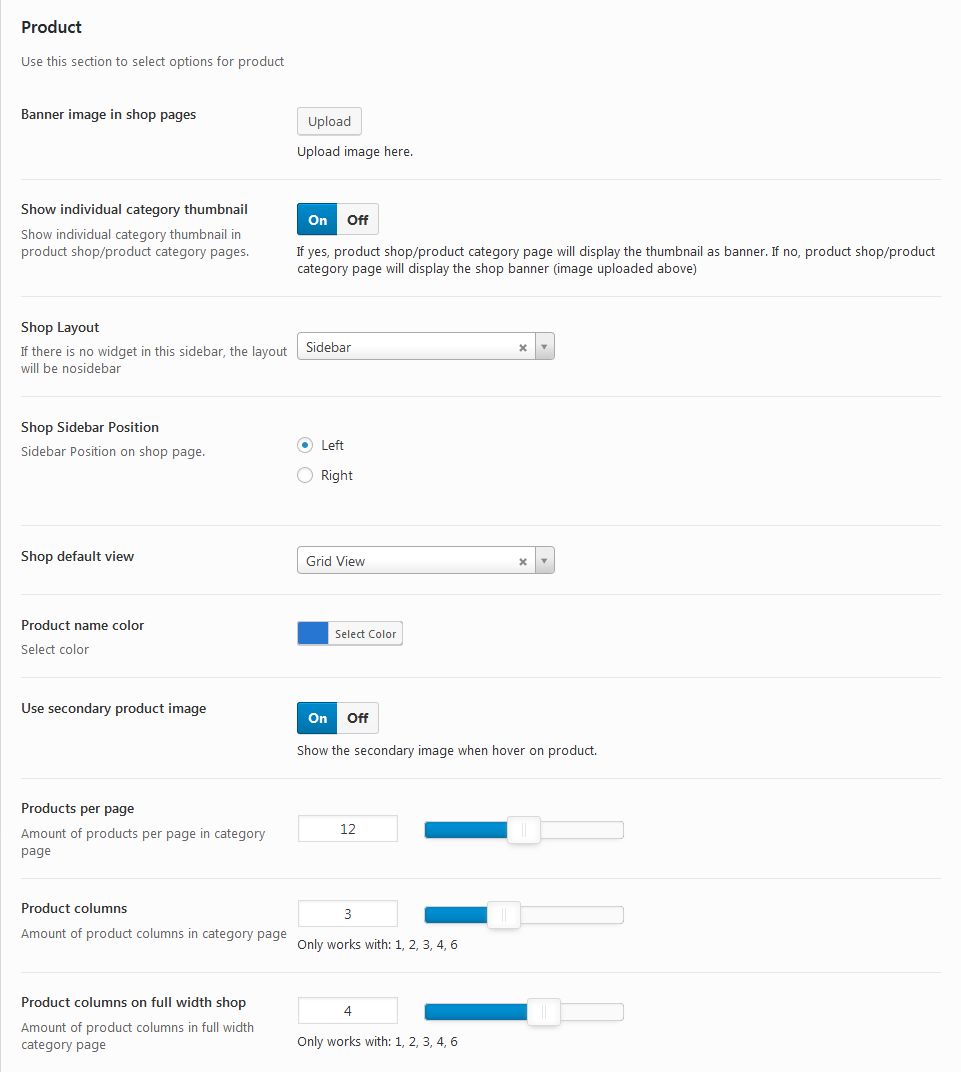 Product
Use this section to select options for product
Banner image in shop pages
Upload
Upload image here.
Show individual category thumbnail
Show individual category thumbnail in
product shop/product category pages.
On Off
If yes, product shop/product category page will display the thumbnail as banner. If no, product shop/product
category page will display the shop banner (image uploaded above)
Shop Layout
If there is no widget in this sidebar, the layout
will be nosidebar
Sidebar
Shop Sidebar Position
Sidebar Position on shop page.
Left
Right
Shop default view
Grid View
Product name color
Select color
Select Color
Use secondary product image
On Off
Show the secondary image when hover on product.
Products per page
Amount of products per page in category
page
12
Product columns
Amount of product columns in category page
3
Only works with: 1, 2, 3, 4, 6
Product columns on full width shop
Amount of product columns in full width
category page
4
Only works with: 1, 2, 3, 4, 6